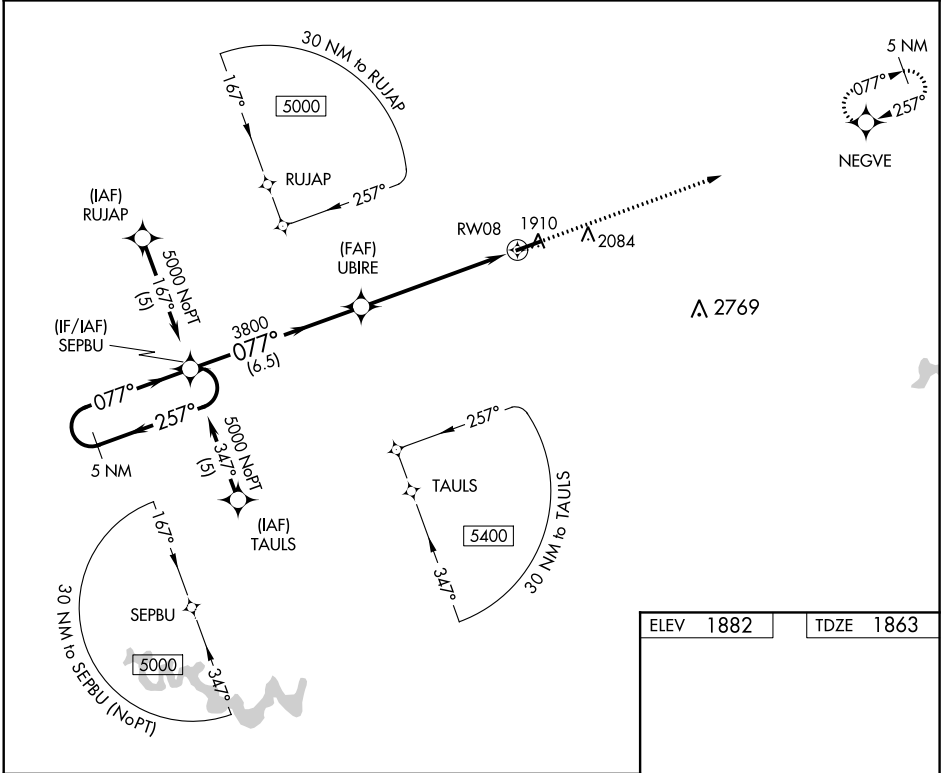 30 NM to RUJAP
167°
5000
RUJAP
257°
5 NM
077°
257°
NEGVE
(IAF)
RUJAP
5000 NoPT
167°
(5)
RW08
1910
2084
(FAF)
UBIRE
2769
(IF/IAF)
SEPBU
3800
077°
(6.5)
077°
257°
5 NM
5000 NoPT
347°
(5)
(IAF)
TAULS
257°
TAULS
5400
347°
30 NM to TAULS
167°
SEPBU
5000
347°
30 NM to SEPBU (NoPT)
ELEV 1882
TDZE 1863